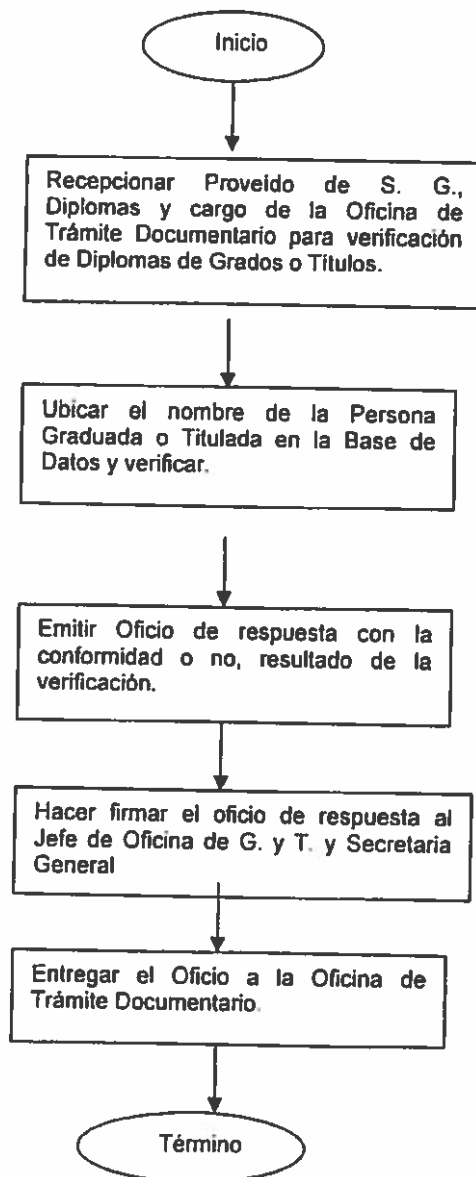 Inicio
Recepcionar Proveído de S. G.,
Diplomas y cargo de la Oficina de
Trámite Documentario para verificación
de Diplomas de Grados o Títulos.
Ubicar el nombre de la Persona
Graduada o Titulada en la Base de
Datos y verificar.
Emitir Oficio de respuesta con la
conformidad o no, resultado de la
verificación.
Hacer firmar el oficio de respuesta al
Jefe de Oficina de G. y T. y Secretaria
General
Entregar el Oficio a la Oficina de
Trámite Documentario.
Término